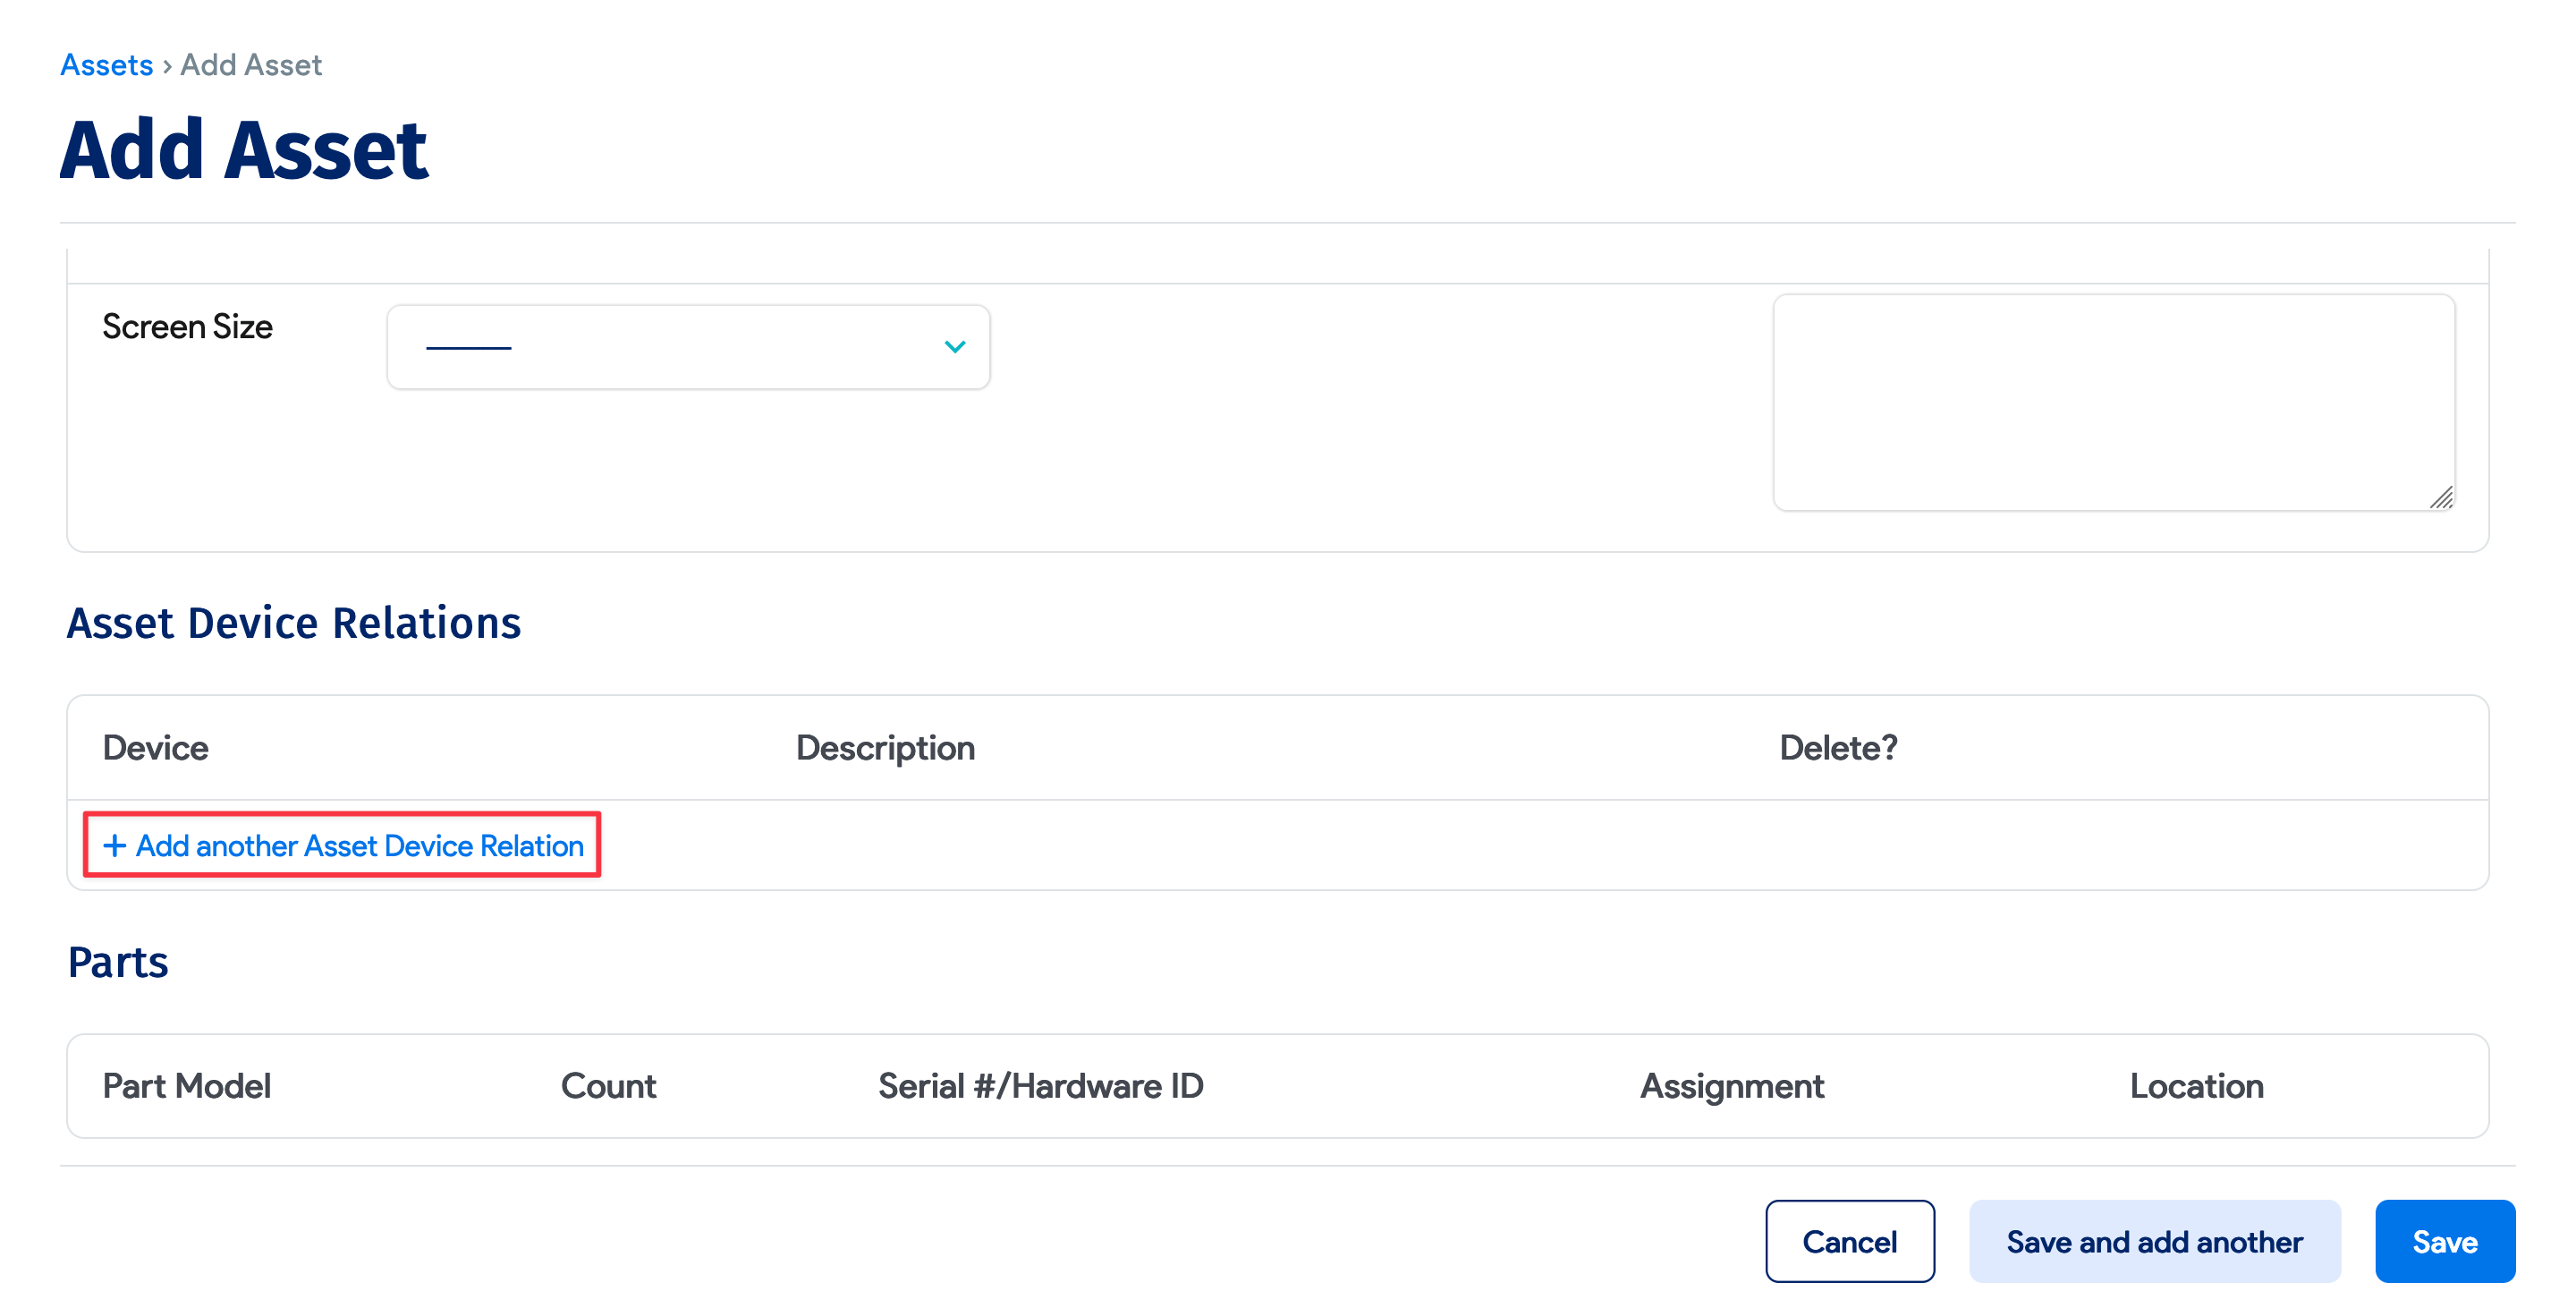 Assets › Add Asset
Add Asset
Screen Size
Asset Device Relations
Device Description Delete?
+ Add another Asset Device Relation
Parts
Part Model Count Serial #/Hardware ID Assignment Location
Cancel Save and add another Save